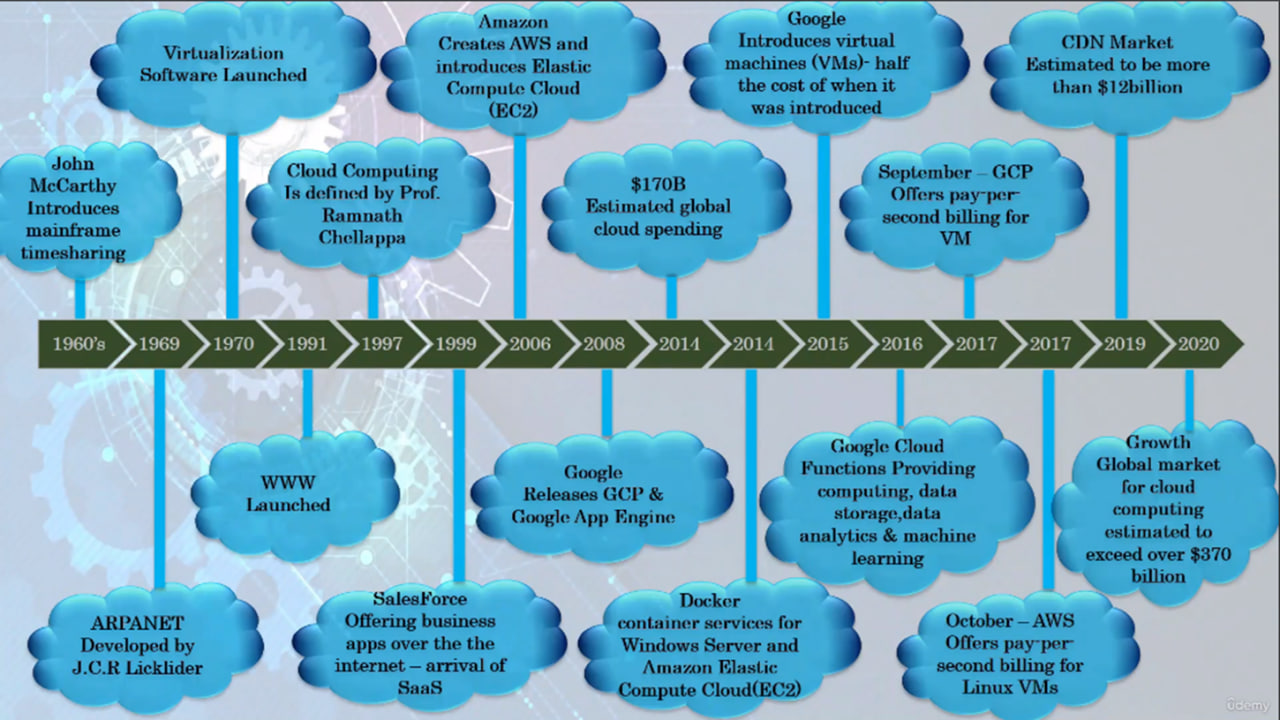 Virtualization
Software Launched
Amazon
Creates AWS and
introduces Elastic
Compute Cloud
(EC2)
Google
Introduces virtual
machines (VMs)- half
the cost of when it
was introduced
CDN Market
Estimated to be more
than $12billion
John
McCarthy
Introduces
mainframe
timesharing
Cloud Computing
Is defined by Prof.
Ramnath
Chellappa
$170B
Estimated global
cloud spending
September – GCP
Offers pay-per-
second billing for
VM
1960's 1969 1970 1991 1997 1999 2006 2008 2014 2014 2015 2016 2017 2017 2019 2020
WWW
Launched
Google
Releases GCP &
Google App Engine
Google Cloud
Functions Providing
computing, data
storage,data
analytics & machine
learning
Growth
Global market
for cloud
computing
estimated to
exceed over $370
billion
ARPANET
Developed by
J.C.R Licklider
SalesForce
Offering business
apps over the the
internet – arrival of
SaaS
Docker
container services for
Windows Server and
Amazon Elastic
Compute Cloud(EC2)
October – AWS
Offers pay-per-
second billing for
Linux VMs
ûdemy